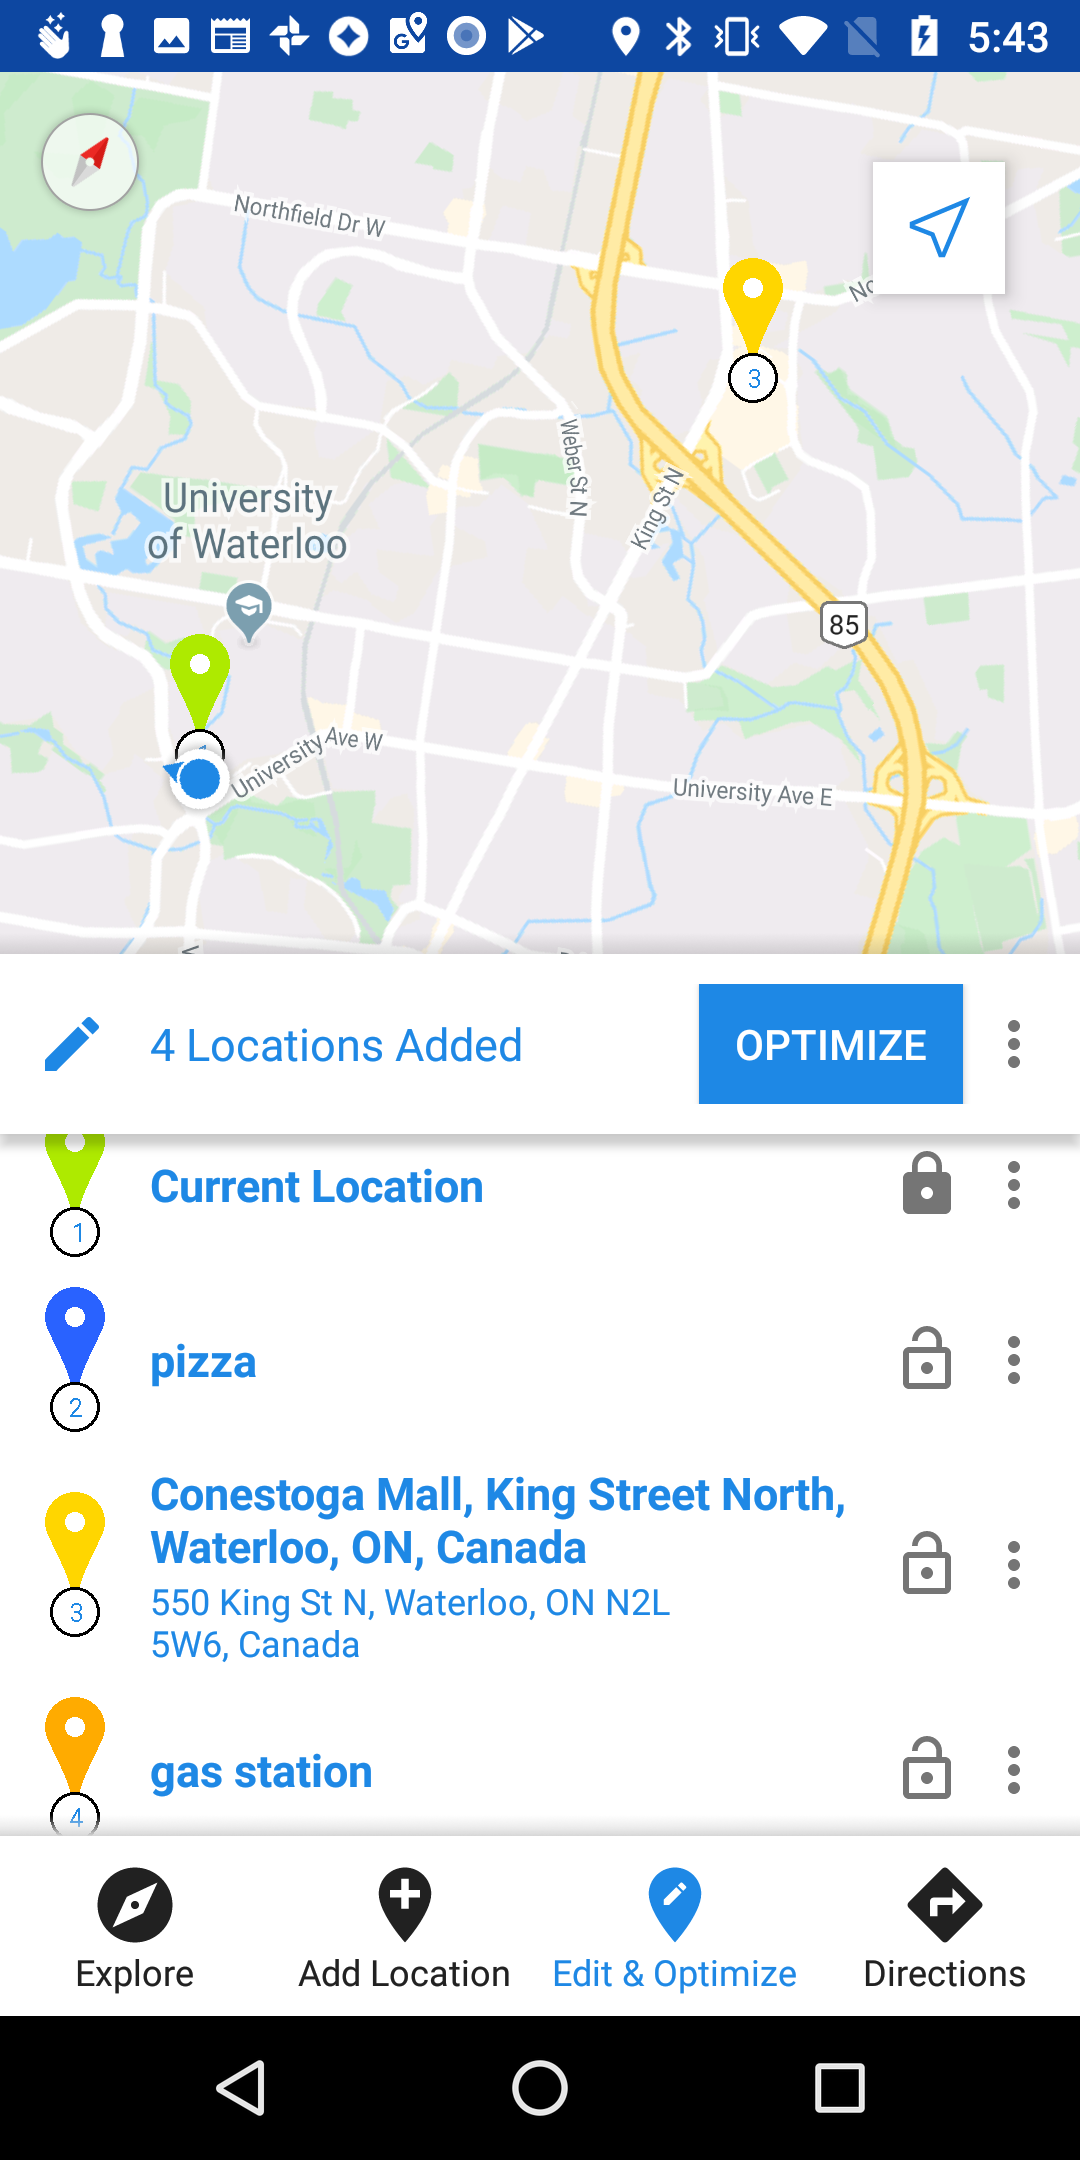 5:43
Northfield Dr W
No
3
Weber St N
King St N
University
of Waterloo
85
University Ave W
University Ave E
4 Locations Added
OPTIMIZE
Current Location
1
pizza
2
Conestoga Mall, King Street North,
Waterloo, ON, Canada
550 King St N, Waterloo, ON N2L
5W6, Canada
3
gas station
4
Explore
Add Location
Edit & Optimize
Directions